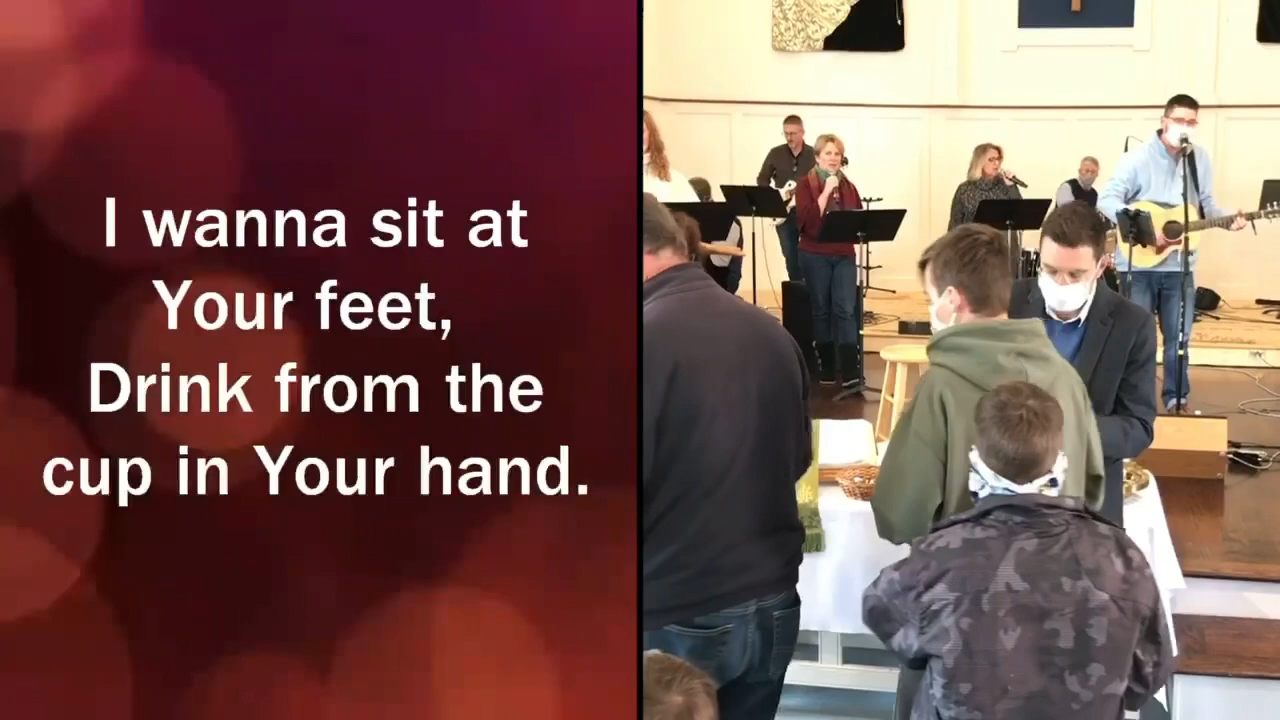 I wanna sit at
Your feet,
Drink from the
cup in Your hand.